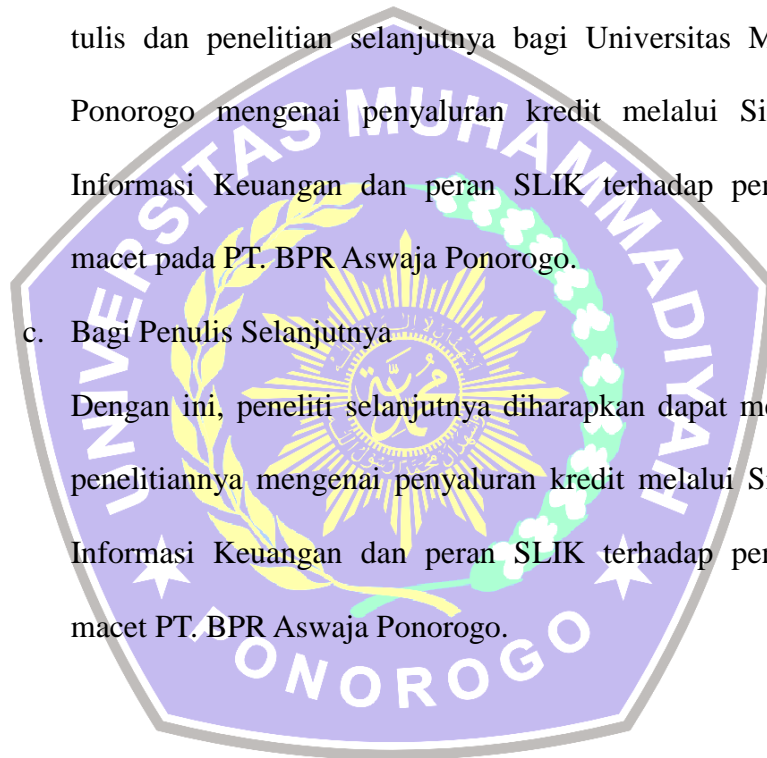 tulis dan penelitian selanjutnya bagi Universitas M
Ponorogo mengenai penyaluran kredit melalui Si
Informasi Keuangan dan peran SLIK terhadap per
macet pada PT. BPR Aswaja Ponorogo.
c. Bagi Penulis Selanjutnya
Dengan ini, peneliti selanjutnya diharapkan dapat me
penelitiannya mengenai penyaluran kredit melalui Si
Informasi Keuangan dan peran SLIK terhadap per
macet PT. BPR Aswaja Ponorogo.
UNIVERSITAS MUHAMMADIYAH
PONOROGO